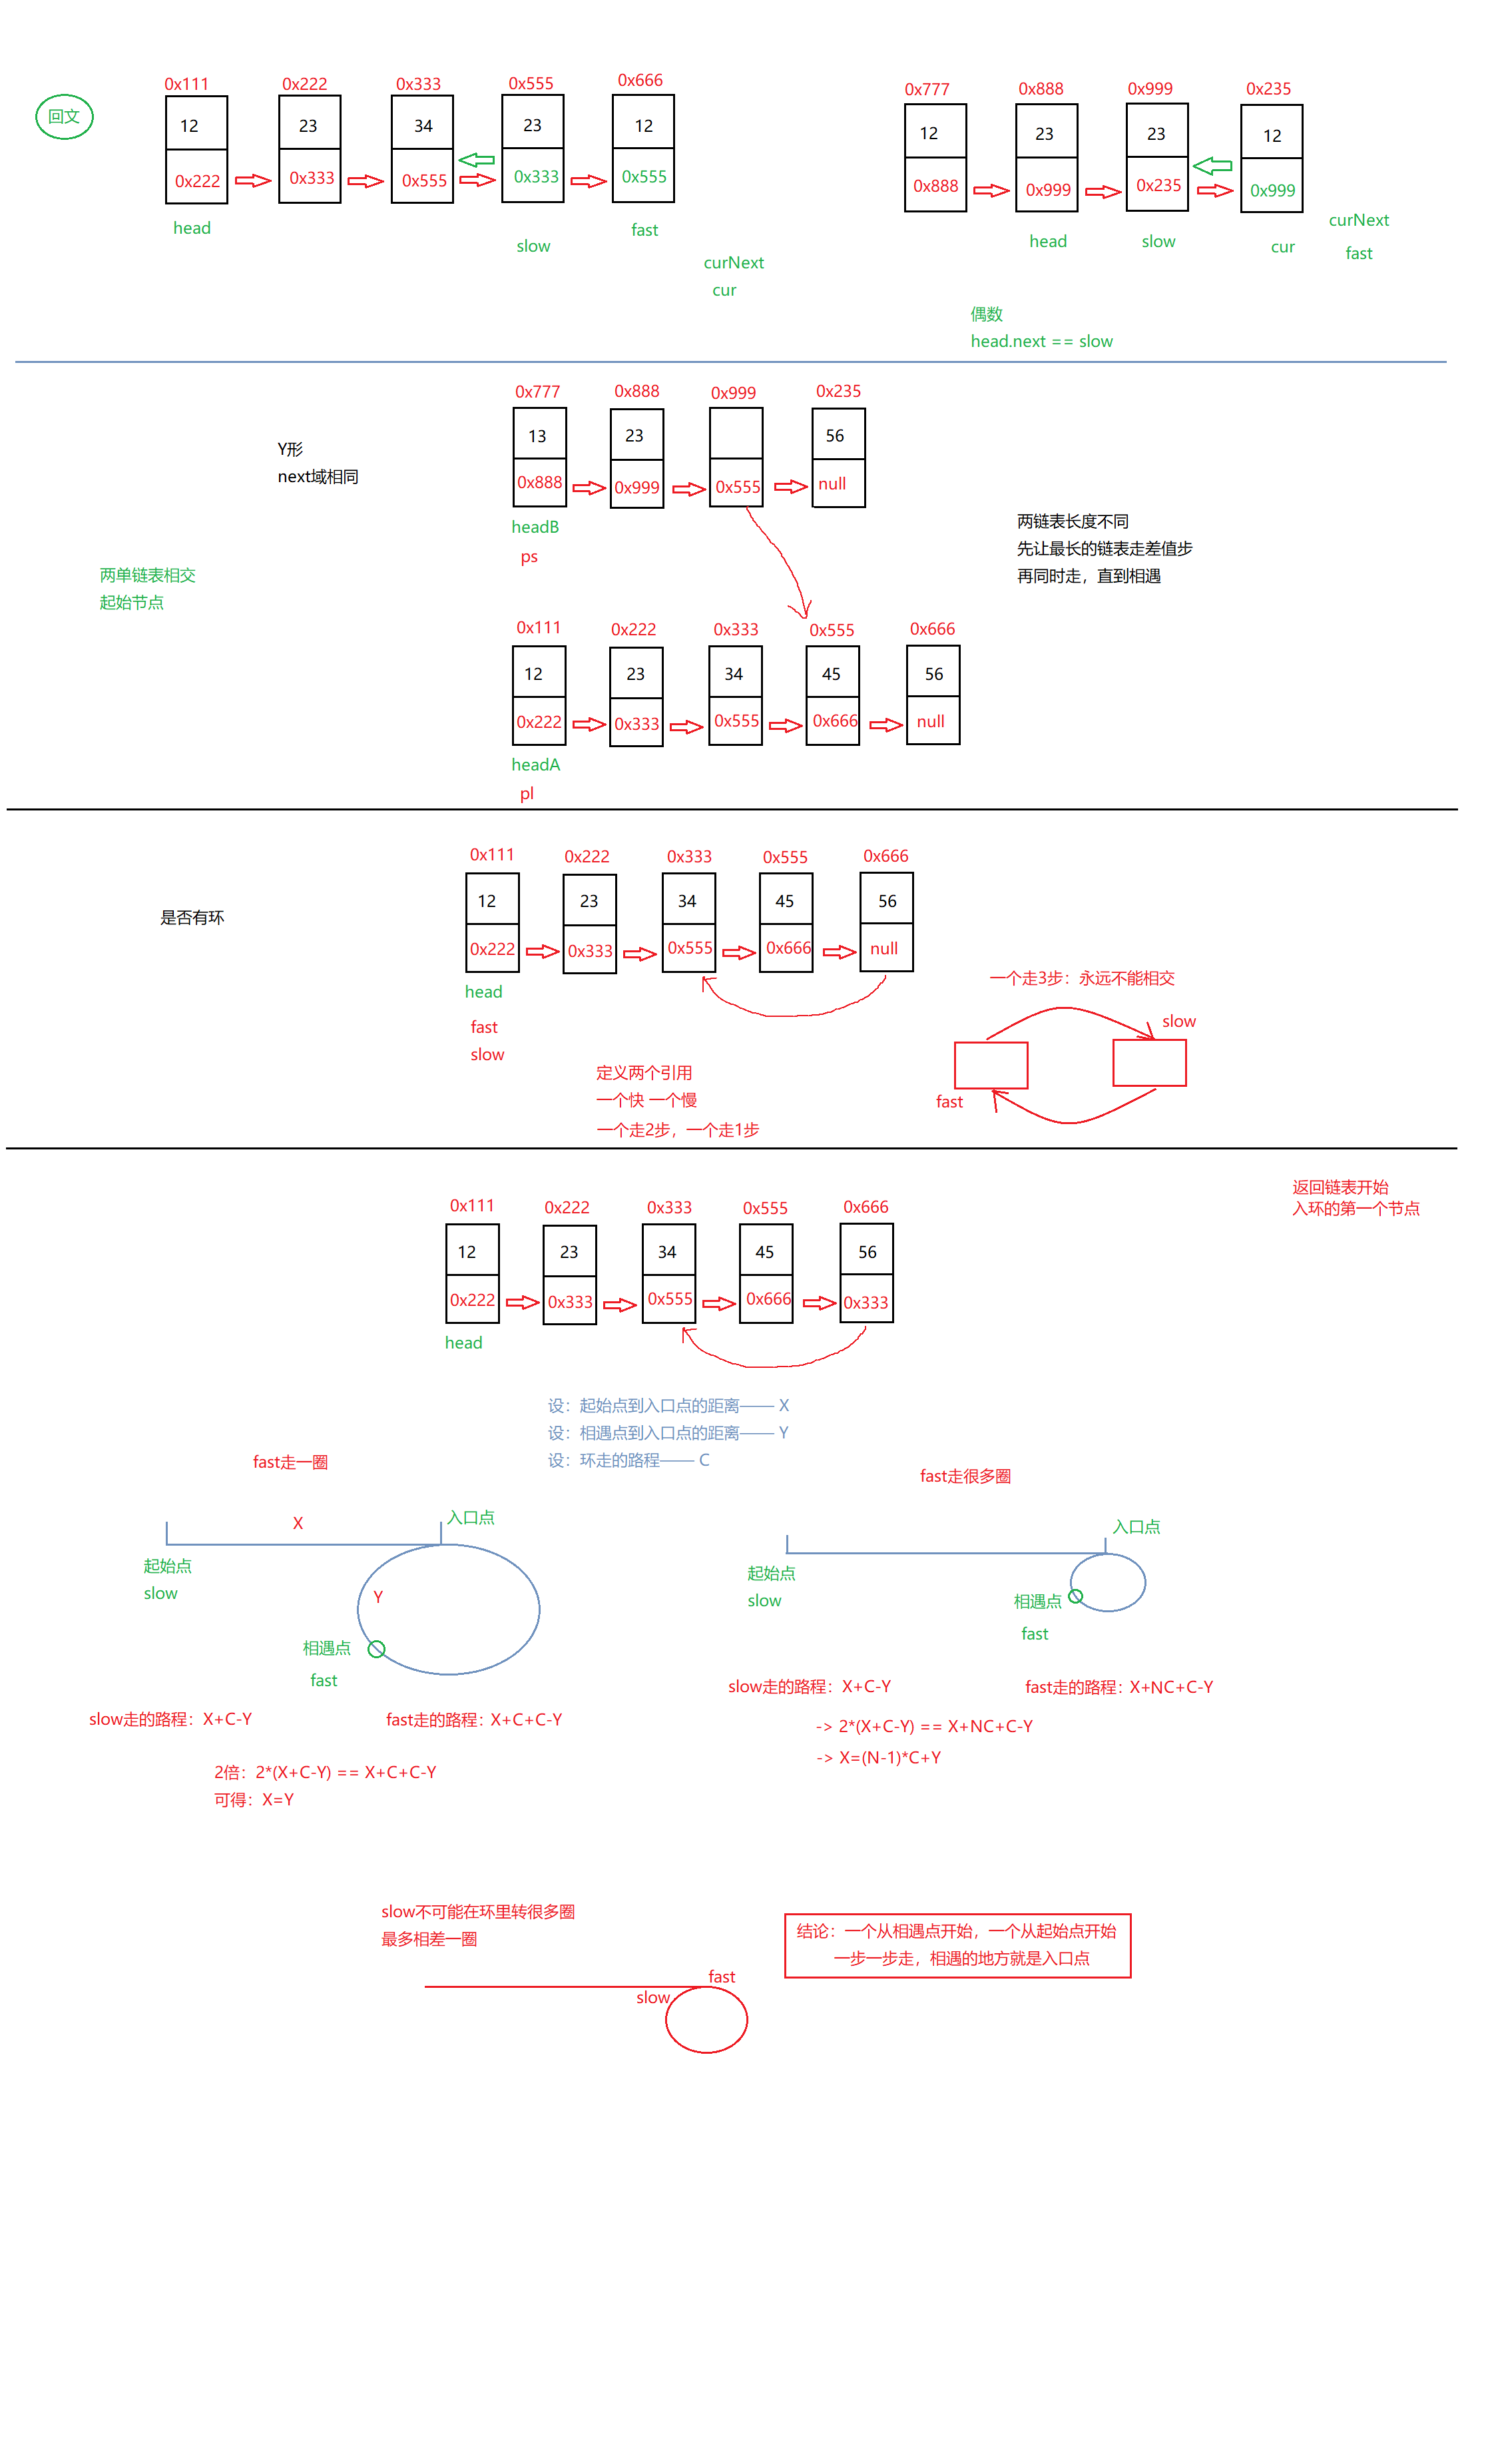 回文
0x111 0x222 0x333 0x555 0x666
12 23 34 23 12
0x222 0x333 0x555 0x333 0x555
head
slow
fast
curNext
cur
0x777 0x888 0x999 0x235
12 23 23 12
0x888 0x999 0x235 0x999
head slow cur
curNext
fast
偶数
head.next == slow
0x777 0x888 0x999 0x235
13 23 56
0x888 0x999 0x555 null
headB
ps
Y形
next域相同
两单链表相交
起始节点
两链表长度不同
先让最长的链表走差值步
再同时走，直到相遇
0x111 0x222 0x333 0x555 0x666
12 23 34 45 56
0x222 0x333 0x555 0x666 null
headA
pl
是否有环
0x111 0x222 0x333 0x555 0x666
12 23 34 45 56
0x222 0x333 0x555 0x666 null
head
fast
slow
定义两个引用
一个快 一个慢
一个走2步，一个走1步
一个走3步：永远不能相交
slow
fast
返回链表开始
入环的第一个节点
0x111 0x222 0x333 0x555 0x666
12 23 34 45 56
0x222 0x333 0x555 0x666 0x333
head
设：起始点到入口点的距离—— X
设：相遇点到入口点的距离—— Y
设：环走的路程—— C
fast走一圈
X
入口点
起始点
slow
Y
相遇点
fast
slow走的路程：X+C-Y
fast走的路程：X+C+C-Y
2倍：2*(X+C-Y) == X+C+C-Y
可得：X=Y
fast走很多圈
入口点
起始点
slow
相遇点
fast
slow走的路程：X+C-Y
fast走的路程：X+NC+C-Y
-> 2*(X+C-Y) == X+NC+C-Y
-> X=(N-1)*C+Y
slow不可能在环里转很多圈
最多相差一圈
fast
slow
结论：一个从相遇点开始，一个从起始点开始
一步一步走，相遇的地方就是入口点